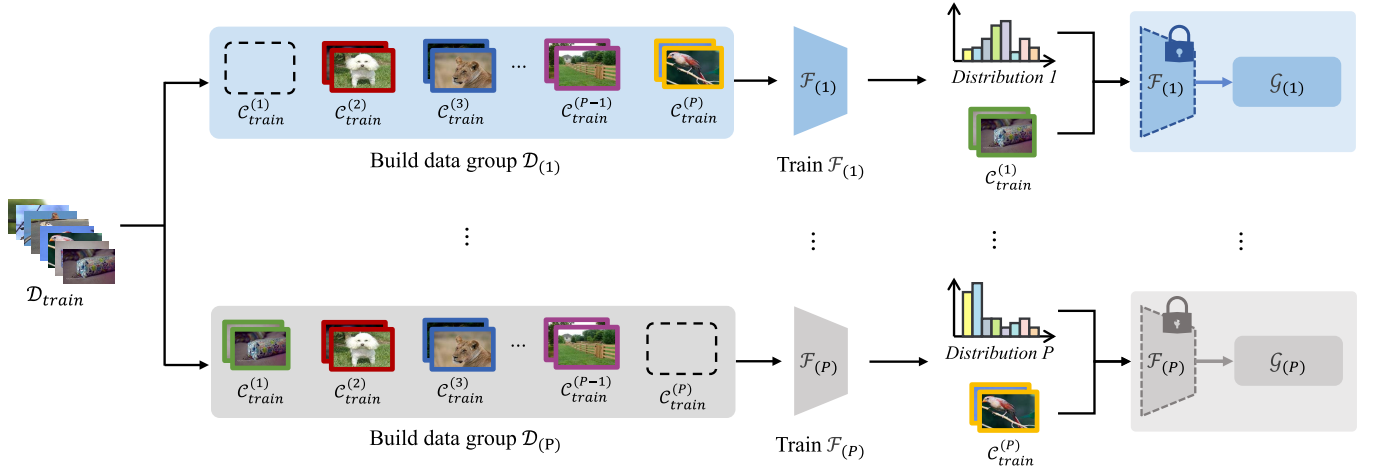 𝒞_train^(1) 𝒞_train^(2) 𝒞_train^(3) ... 𝒞_train^(P−1) 𝒞_train^(P)
Build data group 𝒟_(1)
ℱ_(1)
Train ℱ_(1)
Distribution 1
𝒞_train^(1)
ℱ_(1)
𝒢_(1)
𝒟_train
⋮ ⋮ ⋮ ⋮
𝒞_train^(1) 𝒞_train^(2) 𝒞_train^(3) ... 𝒞_train^(P−1) 𝒞_train^(P)
Build data group 𝒟_(P)
ℱ_(P)
Train ℱ_(P)
Distribution P
𝒞_train^(P)
ℱ_(P)
𝒢_(P)